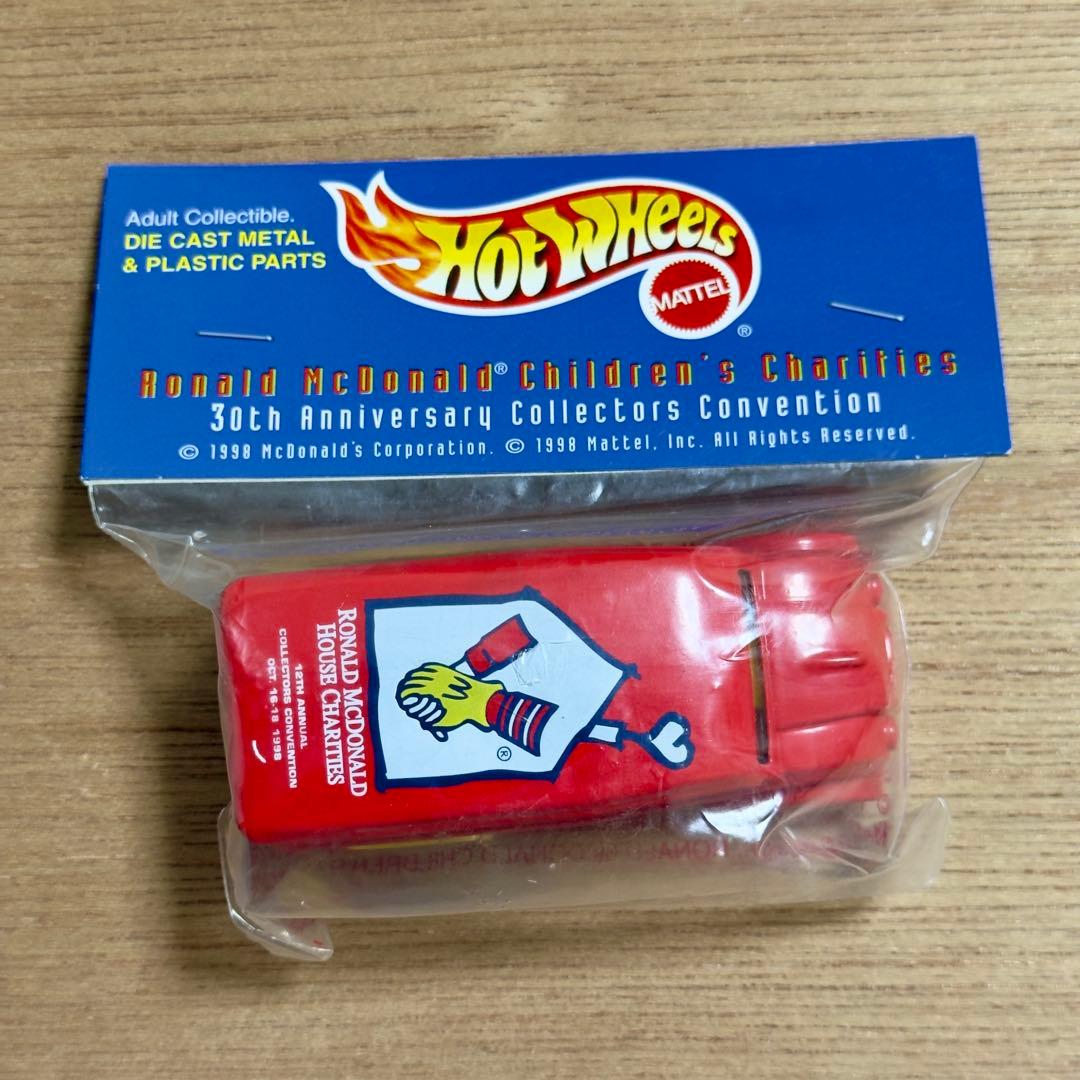 Adult Collectible.
DIE CAST METAL
& PLASTIC PARTS
HOT WHEELS
MATTEL
®
Ronald McDonald® Children's Charities
30th Anniversary Collectors Convention
© 1998 McDonald's Corporation. © 1998 Mattel, Inc. All Rights Reserved.
RONALD MCDONALD
HOUSE CHARITIES
®
12TH ANNUAL
COLLECTORS CONVENTION
OCT. 16-18 1998